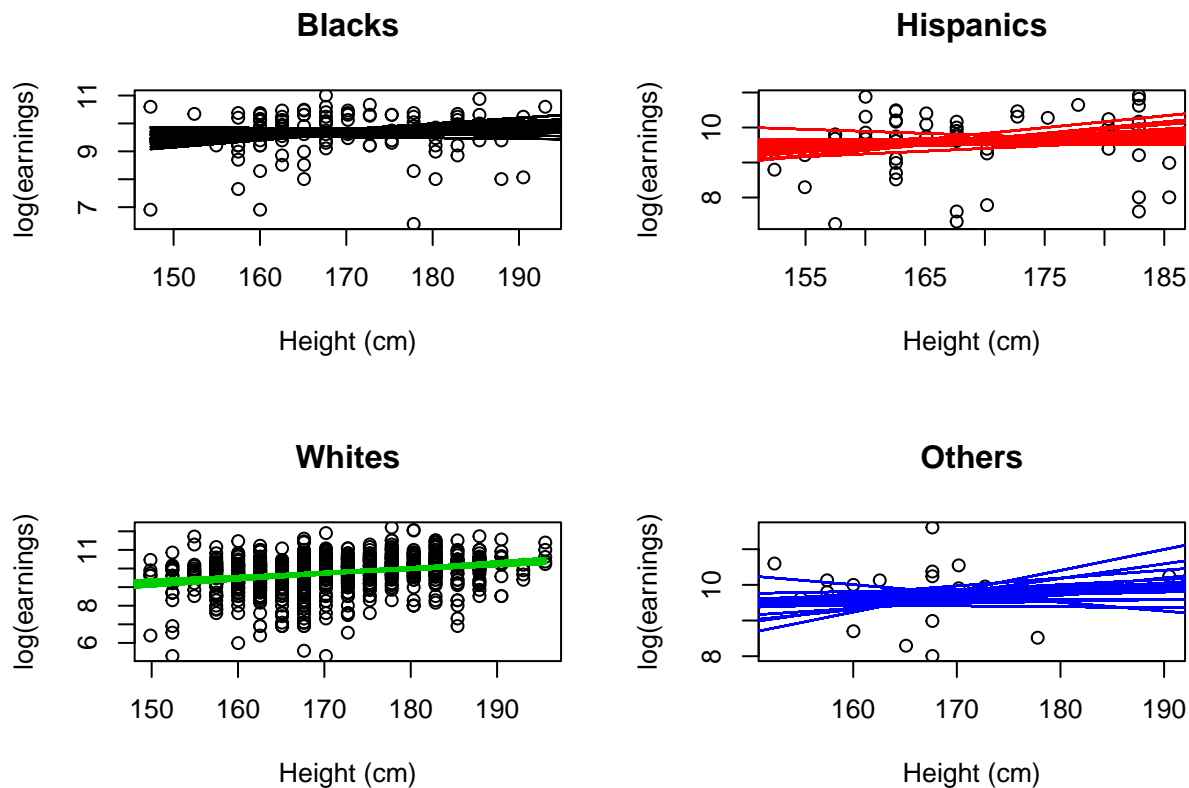 Blacks
log(earnings)
7 9 11
150 160 170 180 190
Height (cm)
Hispanics
log(earnings)
8 10
155 165 175 185
Height (cm)
Whites
log(earnings)
6 8 9 11
150 160 170 180 190
Height (cm)
Others
log(earnings)
8 10
160 170 180 190
Height (cm)